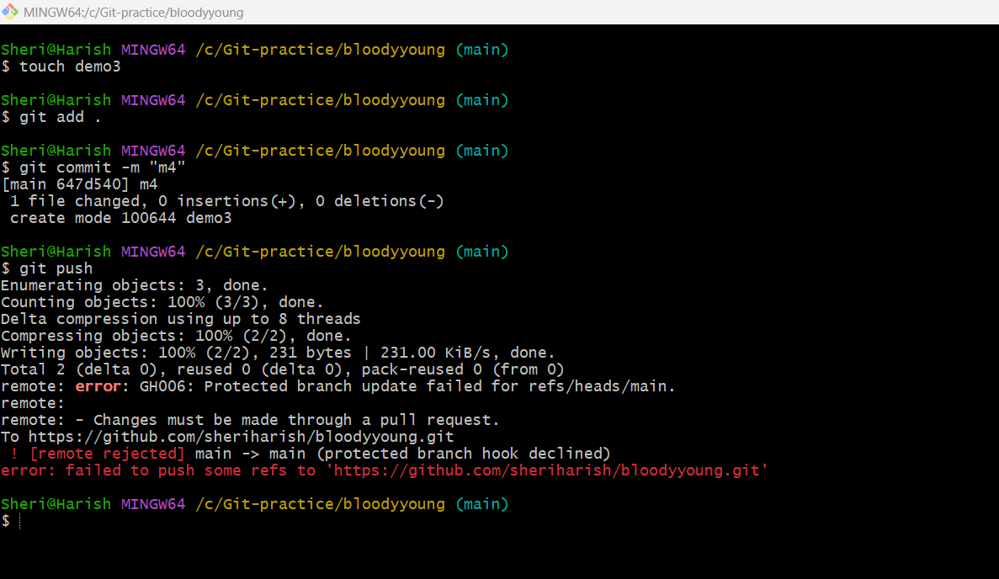 MINGW64:/c/Git-practice/bloodyyoung
Sheri@Harish MINGW64 /c/Git-practice/bloodyyoung (main)
$ touch demo3
Sheri@Harish MINGW64 /c/Git-practice/bloodyyoung (main)
$ git add .
Sheri@Harish MINGW64 /c/Git-practice/bloodyyoung (main)
$ git commit -m "m4"
[main 647d540] m4
 1 file changed, 0 insertions(+), 0 deletions(-)
 create mode 100644 demo3
Sheri@Harish MINGW64 /c/Git-practice/bloodyyoung (main)
$ git push
Enumerating objects: 3, done.
Counting objects: 100% (3/3), done.
Delta compression using up to 8 threads
Compressing objects: 100% (2/2), done.
Writing objects: 100% (2/2), 231 bytes | 231.00 KiB/s, done.
Total 2 (delta 0), reused 0 (delta 0), pack-reused 0 (from 0)
remote: error: GH006: Protected branch update failed for refs/heads/main.
remote:
remote: - Changes must be made through a pull request.
To https://github.com/sheriharish/bloodyyoung.git
 ! [remote rejected] main -> main (protected branch hook declined)
error: failed to push some refs to 'https://github.com/sheriharish/bloodyyoung.git'
Sheri@Harish MINGW64 /c/Git-practice/bloodyyoung (main)
$